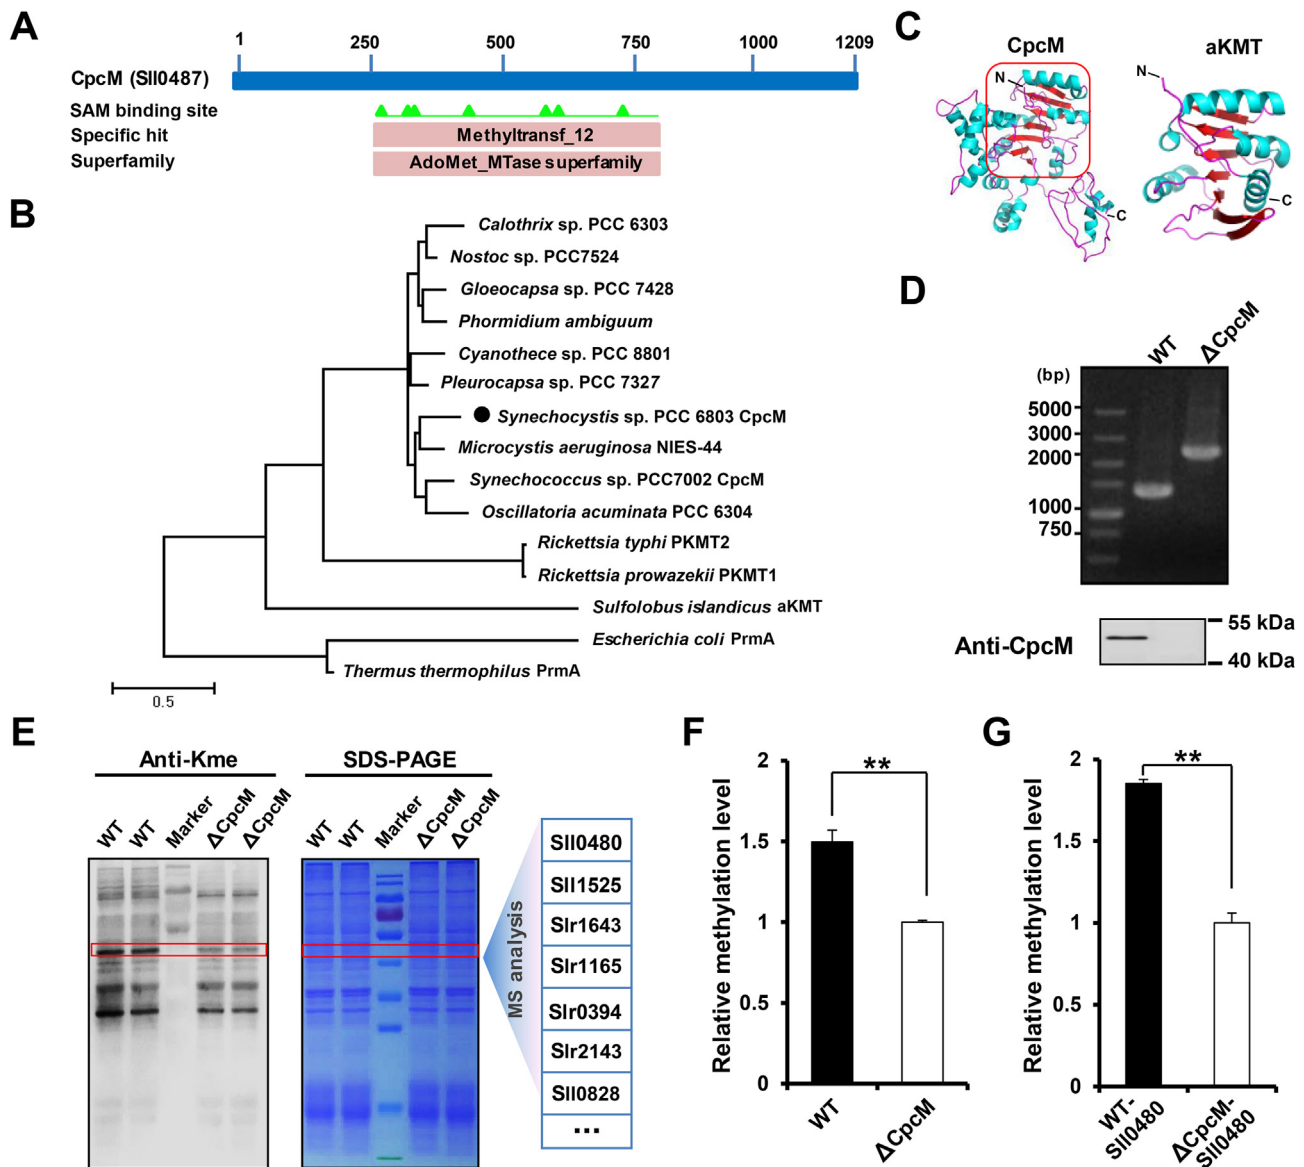 A
1 250 500 750 1000 1209
CpcM (Sll0487)
SAM binding site
Specific hit
Methyltransf_12
Superfamily
AdoMet_MTase superfamily
B
Calothrix sp. PCC 6303
Nostoc sp. PCC7524
Gloeocapsa sp. PCC 7428
Phormidium ambiguum
Cyanothece sp. PCC 8801
Pleurocapsa sp. PCC 7327
Synechocystis sp. PCC 6803 CpcM
Microcystis aeruginosa NIES-44
Synechococcus sp. PCC7002 CpcM
Oscillatoria acuminata PCC 6304
Rickettsia typhi PKMT2
Rickettsia prowazekii PKMT1
Sulfolobus islandicus aKMT
Escherichia coli PrmA
Thermus thermophilus PrmA
0.5
C
CpcM
N
C
aKMT
N
C
D
WT ΔCpcM
(bp)
5000
3000
2000
1000
750
Anti-CpcM
55 kDa
40 kDa
E
Anti-Kme
WT WT Marker ΔCpcM ΔCpcM
SDS-PAGE
WT WT Marker ΔCpcM ΔCpcM
MS analysis
Sll0480
Sll1525
Slr1643
Slr1165
Slr0394
Slr2143
Sll0828
...
F
Relative methylation level
2
1.5
1
0.5
0
**
WT
ΔCpcM
G
Relative methylation level
2
1.5
1
0.5
0
**
WT-
Sll0480
ΔCpcM-
Sll0480